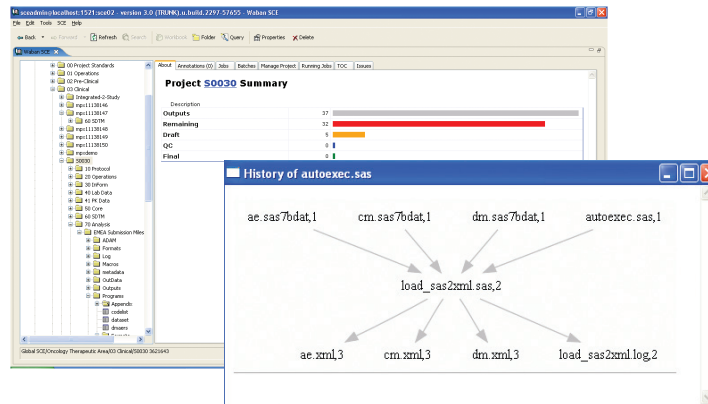 sceadmin@localhost:1521:sce02 - version 3.0 (TRUNK).u.build.2297-57655 - Waban SCE
File Edit Tools SCE Help
Back Forward Refresh Search Workbook Folder Query Properties Delete
Waban SCE
00 Project Standards
01 Operations
02 Pre-Clinical
03 Clinical
Integrated-2-Study
mpc11138146
mpc11138147
60 SDTM
mpc11138148
mpc11138149
mpc11138150
mpcdemo
S0030
10 Protocol
20 Operations
30 InForm
40 Lab Data
41 PK Data
50 Core
60 SDTM
70 Analysis
EMEA Submission Miles
ADAM
Formats
Log
Macros
metadata
OutData
Outputs
Programs
Appendix
codelist
dataset
dmaers
About Annotations (0) Jobs Batches Manage Project Running Jobs TOC Issues
Project S0030 Summary
Description
Outputs 37
Remaining 32
Draft 5
QC 0
Final 0
Global SCE/Oncology Therapeutic Area/03 Clinical/S0030 3621643
History of autoexec.sas
ae.sas7bdat,1 cm.sas7bdat,1 dm.sas7bdat,1 autoexec.sas,1
load_sas2xml.sas,2
ae.xml,3 cm.xml,3 dm.xml,3 load_sas2xml.log,2